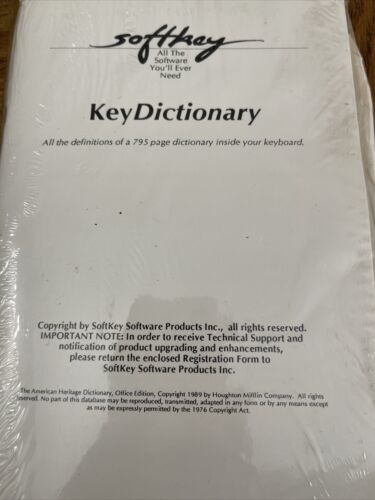 softkey
All The
Software
You'll Ever
Need
KeyDictionary
All the definitions of a 795 page dictionary inside your keyboard.
Copyright by SoftKey Software Products Inc., all rights reserved.
IMPORTANT NOTE: In order to receive Technical Support and
notification of product upgrading and enhancements,
please return the enclosed Registration Form to
SoftKey Software Products Inc.
The American Heritage Dictionary, Office Edition, Copyright 1989 by Houghton Mifflin Company. All rights
reserved. No part of this database may be reproduced, transmitted, adapted in any form or by any means except
as may be expressly permitted by the 1976 Copyright Act.